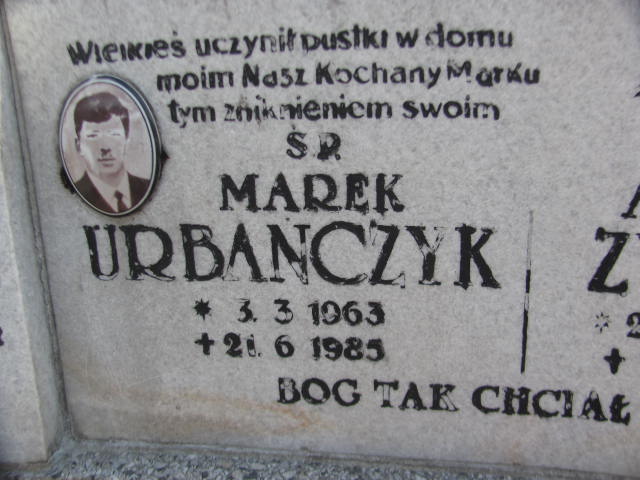 Wielkieś uczynił pustki w domu
moim Nasz Kochany Marku
tym zniknieniem swoim
Ś.P.
MAREK
URBAŃCZYK
* 3. 3 1963
+ 21. 6 1985
BÓG TAK CHCIAŁ